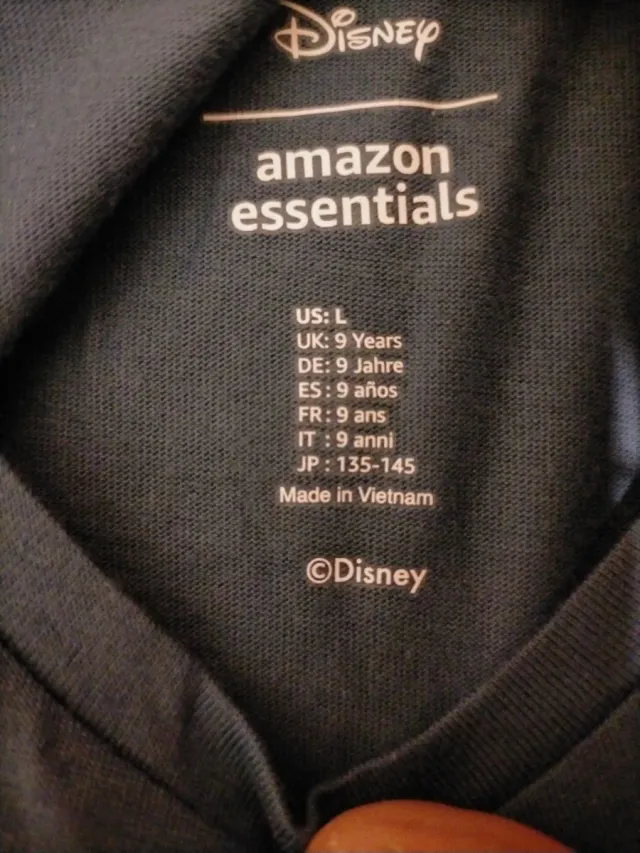 Disney
amazon
essentials
US: L
UK: 9 Years
DE: 9 Jahre
ES : 9 años
FR : 9 ans
IT : 9 anni
JP : 135-145
Made in Vietnam
©Disney